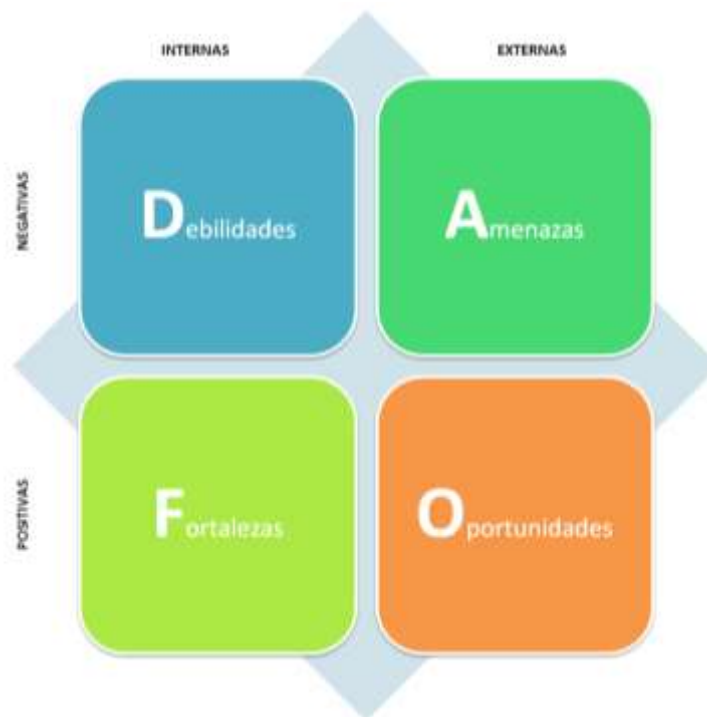 INTERNAS
EXTERNAS
NEGATIVAS
Debilidades
Amenazas
POSITIVAS
Fortalezas
Oportunidades